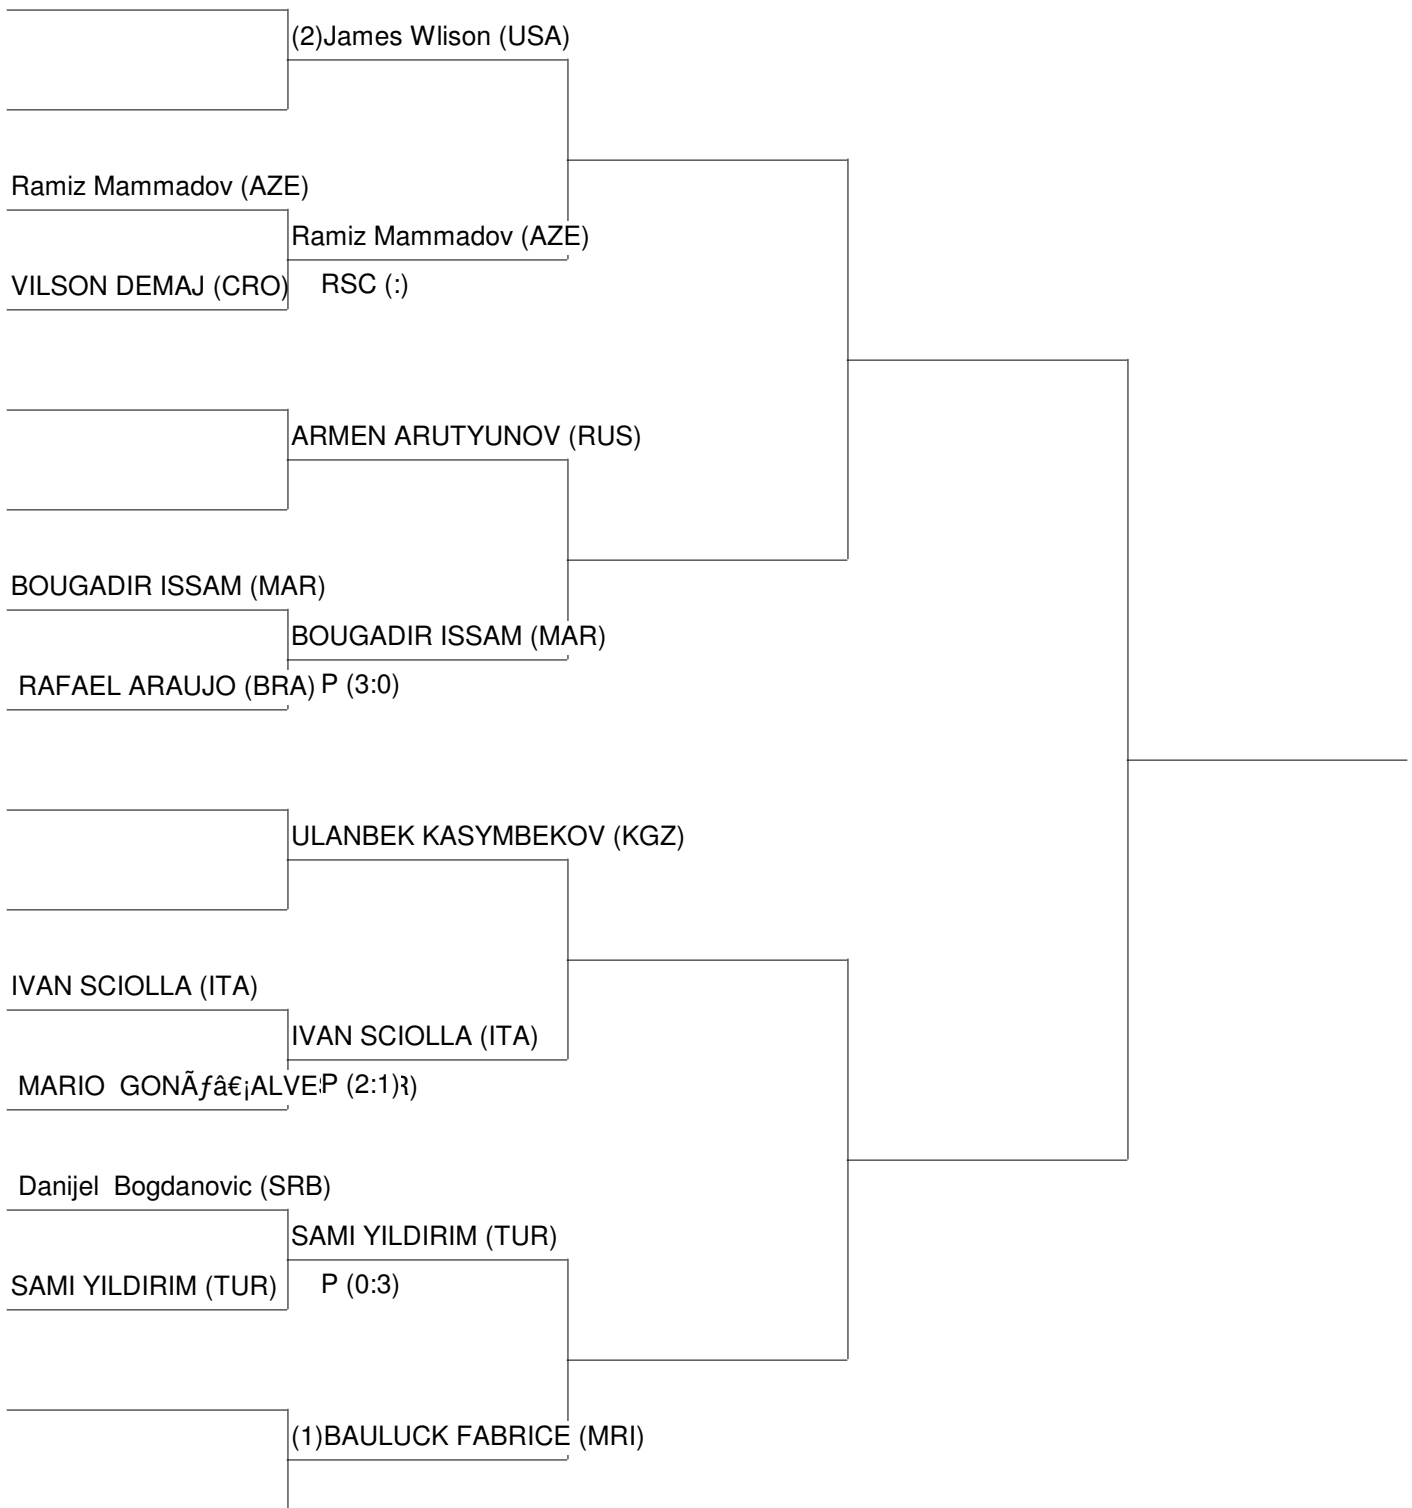 (2)James Wlison (USA)
Ramiz Mammadov (AZE)
Ramiz Mammadov (AZE)
VILSON DEMAJ (CRO)
RSC (:)
ARMEN ARUTYUNOV (RUS)
BOUGADIR ISSAM (MAR)
BOUGADIR ISSAM (MAR)
RAFAEL ARAUJO (BRA)
P (3:0)
ULANBEK KASYMBEKOV (KGZ)
IVAN SCIOLLA (ITA)
IVAN SCIOLLA (ITA)
MARIO GONÃƒâ€¡ALVE
P (2:1)
Danijel Bogdanovic (SRB)
SAMI YILDIRIM (TUR)
SAMI YILDIRIM (TUR)
P (0:3)
(1)BAULUCK FABRICE (MRI)